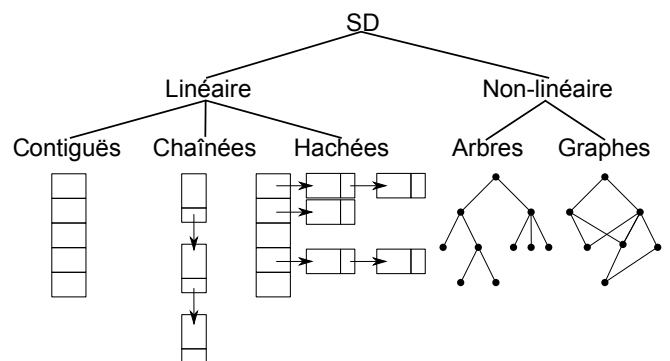 SD
Linéaire Non-linéaire
Contiguës Chaînées Hachées Arbres Graphes